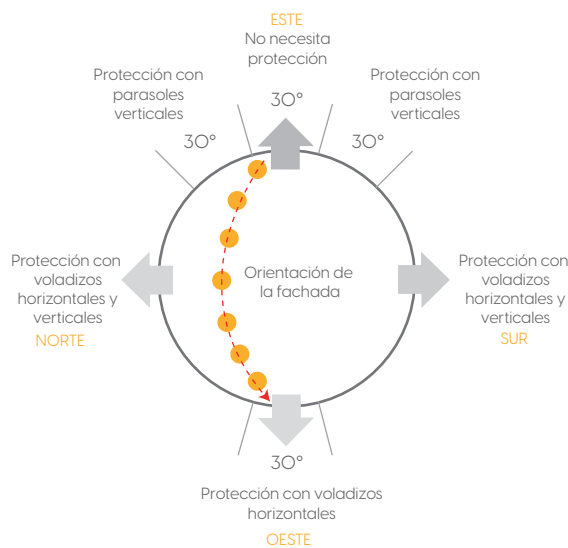 ESTE
No necesita
protección
30°
Protección con
parasoles
verticales
30°
Protección con
parasoles
verticales
30°
Protección con
voladizos
horizontales y
verticales
NORTE
Orientación de
la fachada
Protección con
voladizos
horizontales y
verticales
SUR
30°
Protección con voladizos
horizontales
OESTE